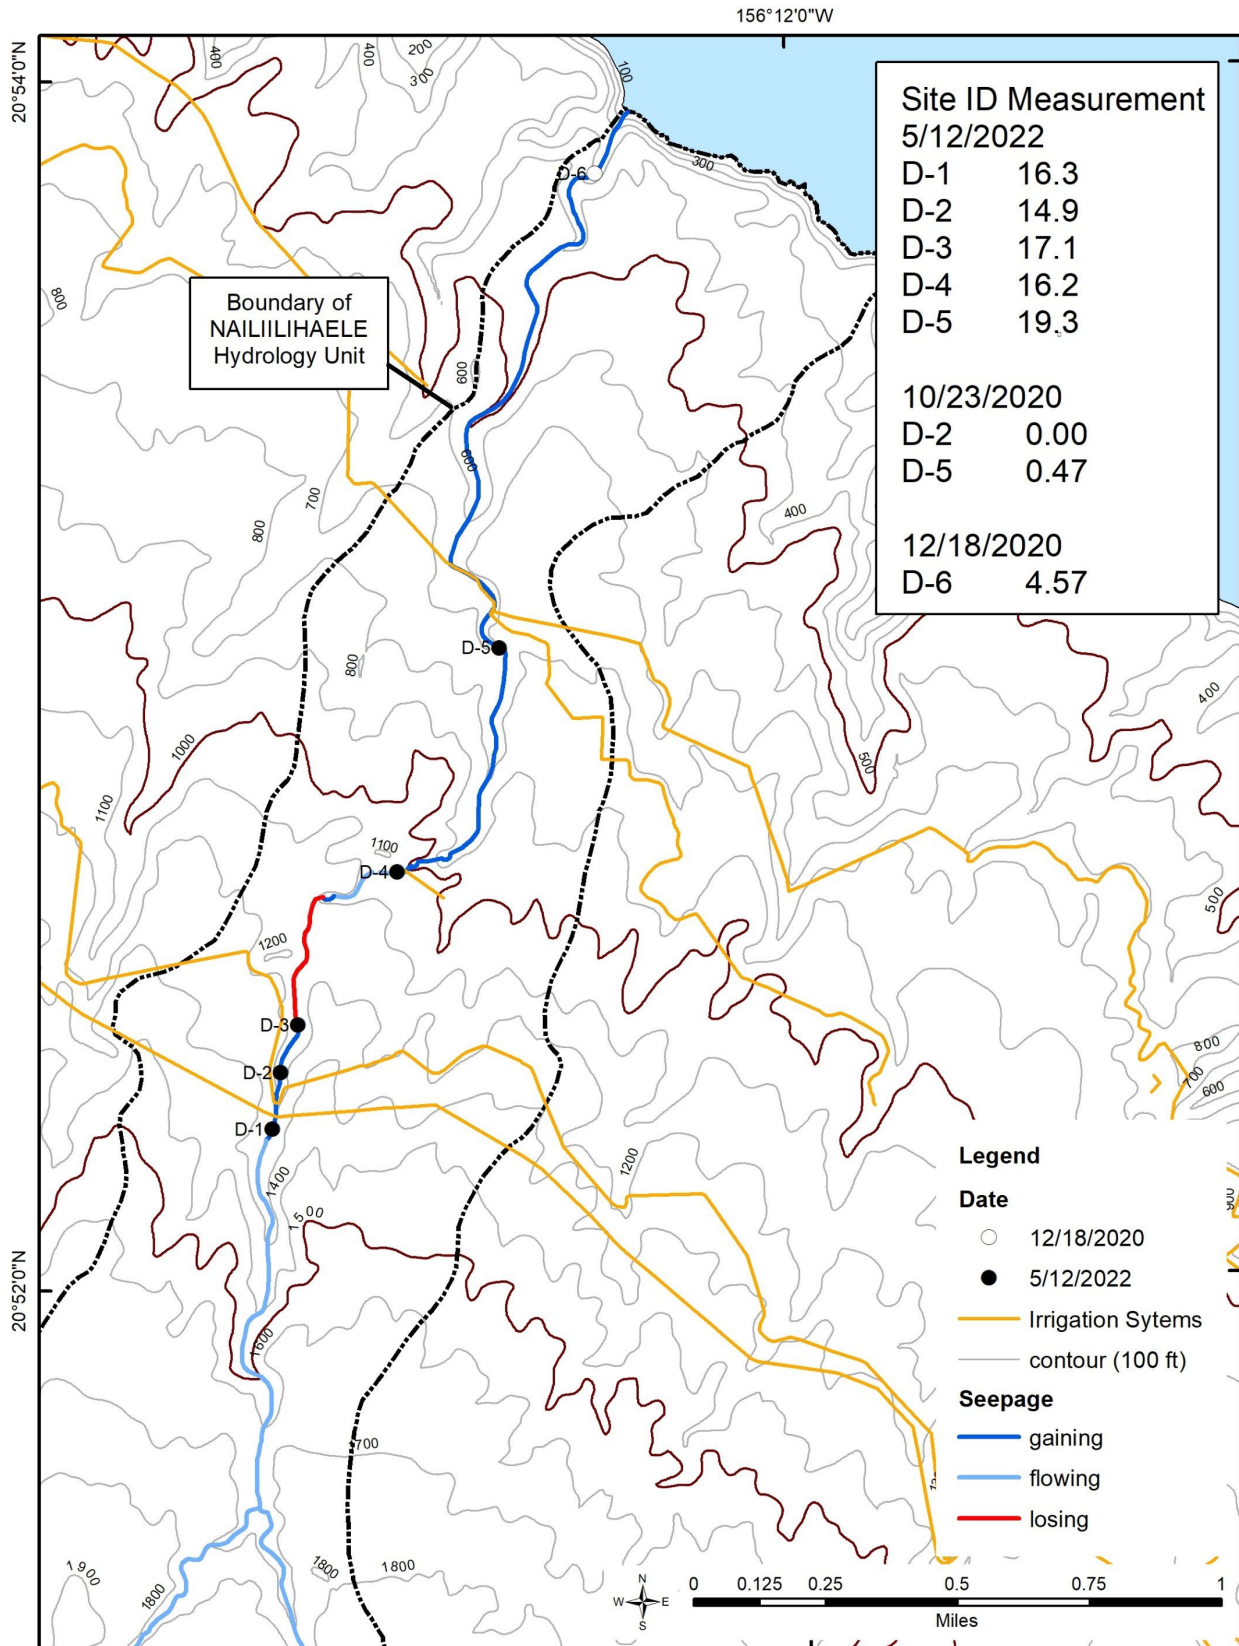 156°12'0"W
20°54'0"N
20°52'0"N
Site ID Measurement
5/12/2022
D-1 16.3
D-2 14.9
D-3 17.1
D-4 16.2
D-5 19.3
10/23/2020
D-2 0.00
D-5 0.47
12/18/2020
D-6 4.57
Boundary of
NAILIILIHAELE
Hydrology Unit
400
400
200
300
100
300
D-6
800
600
600
700
800
400
D-5
800
400
1000
500
1100
1100
D-4
500
1200
D-3
D-2
800
700
600
D-1
1400
1200
1500
900
1600
700
1900
1800
1800
1800
Legend
Date
12/18/2020
5/12/2022
Irrigation Sytems
contour (100 ft)
Seepage
gaining
flowing
losing
N
W E
S
0 0.125 0.25 0.5 0.75 1
Miles